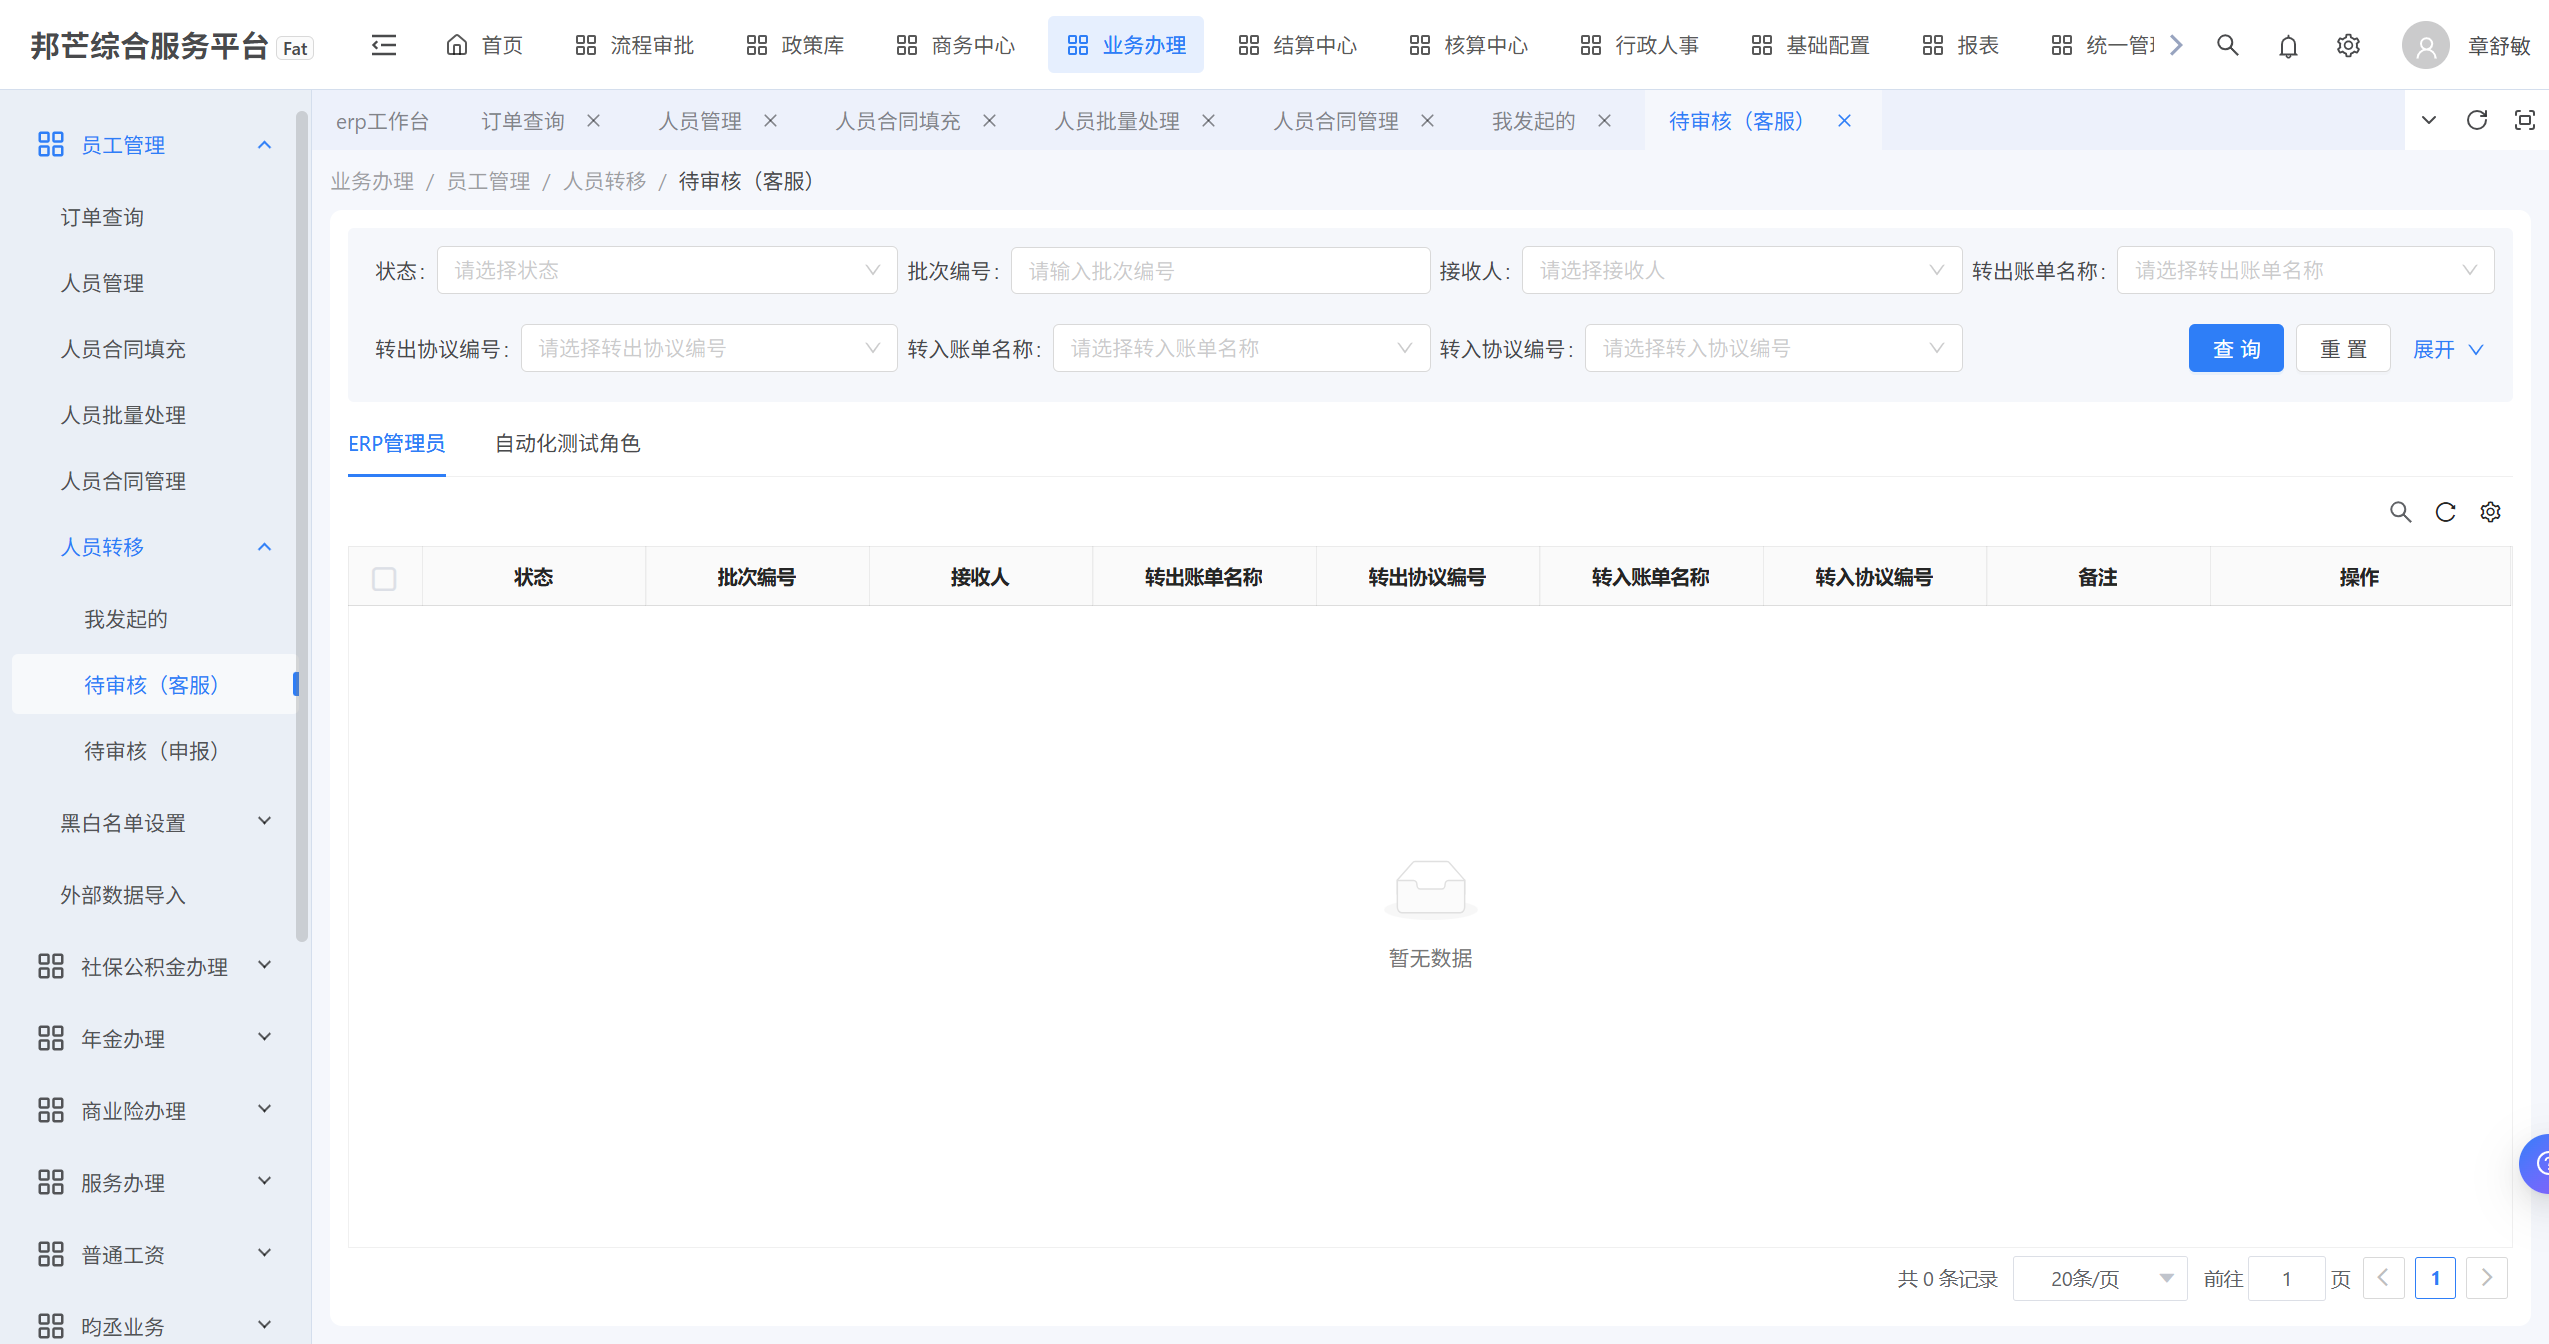 邦芒综合服务平台 Fat
首页 流程审批 政策库 商务中心 业务办理 结算中心 核算中心 行政人事 基础配置 报表 统一管
章舒敏
erp工作台 订单查询 人员管理 人员合同填充 人员批量处理 人员合同管理 我发起的 待审核（客服）
业务办理 / 员工管理 / 人员转移 / 待审核（客服）
员工管理
订单查询
人员管理
人员合同填充
人员批量处理
人员合同管理
人员转移
我发起的
待审核（客服）
待审核（申报）
黑白名单设置
外部数据导入
社保公积金办理
年金办理
商业险办理
服务办理
普通工资
昀丞业务
状态: 请选择状态 批次编号: 请输入批次编号 接收人: 请选择接收人 转出账单名称: 请选择转出账单名称
转出协议编号: 请选择转出协议编号 转入账单名称: 请选择转入账单名称 转入协议编号: 请选择转入协议编号 查 询 重 置 展开
ERP管理员 自动化测试角色
状态 批次编号 接收人 转出账单名称 转出协议编号 转入账单名称 转入协议编号 备注 操作
暂无数据
共 0 条记录 20条/页 前往 1 页 1